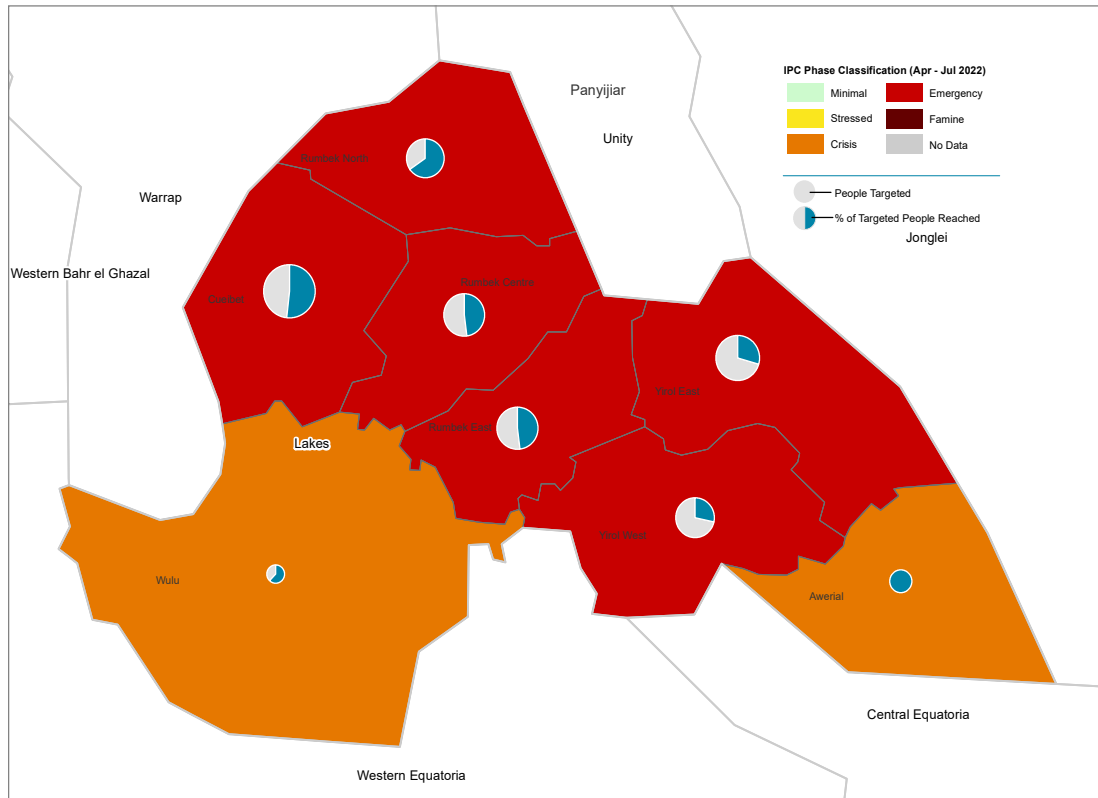 Panyijiar
Unity
IPC Phase Classification (Apr - Jul 2022)
Minimal
Emergency
Stressed
Famine
Crisis
No Data
People Targeted
% of Targeted People Reached
Jonglei
Rumbek North
Warrap
Western Bahr el Ghazal
Rumbek Centre
Cueibet
Yirol East
Rumbek East
Lakes
Yirol West
Wulu
Awerial
Central Equatoria
Western Equatoria